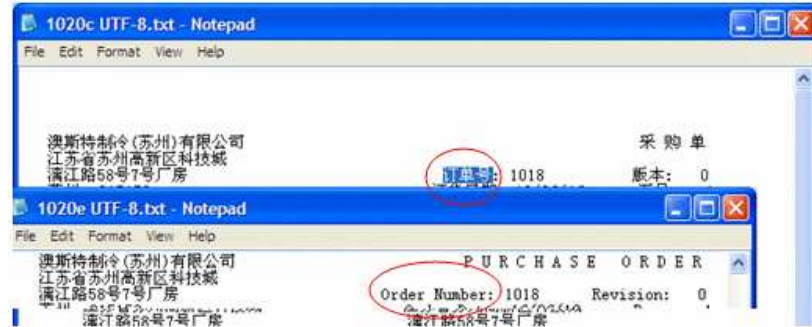 1020c UTF-8.txt - Notepad
File Edit Format View Help
澳斯特制冷(苏州)有限公司 采 购 单
江苏省苏州高新区科技城
漓江路58号7号厂房 订单号: 1018 版本: 0
1020e UTF-8.txt - Notepad
File Edit Format View Help
澳斯特制冷(苏州)有限公司 P U R C H A S E O R D E R
江苏省苏州高新区科技城
漓江路58号7号厂房 Order Number: 1018 Revision: 0
漓江路58号7号厂房 漓江路58号7号厂房